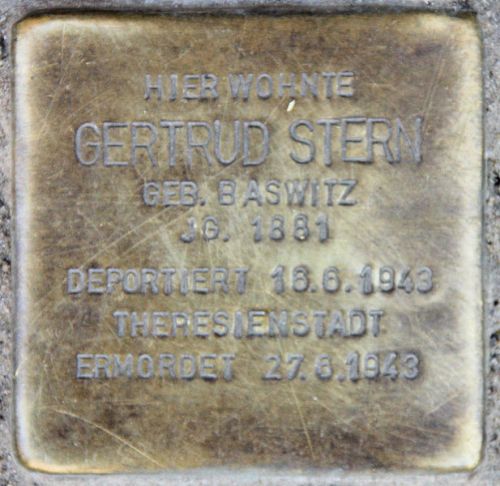 HIER WOHNTE
GERTRUD STERN
GEB. BASWITZ
JG. 1881
DEPORTIERT 16.6.1943
THERESIENSTADT
ERMORDET 27.6.1943